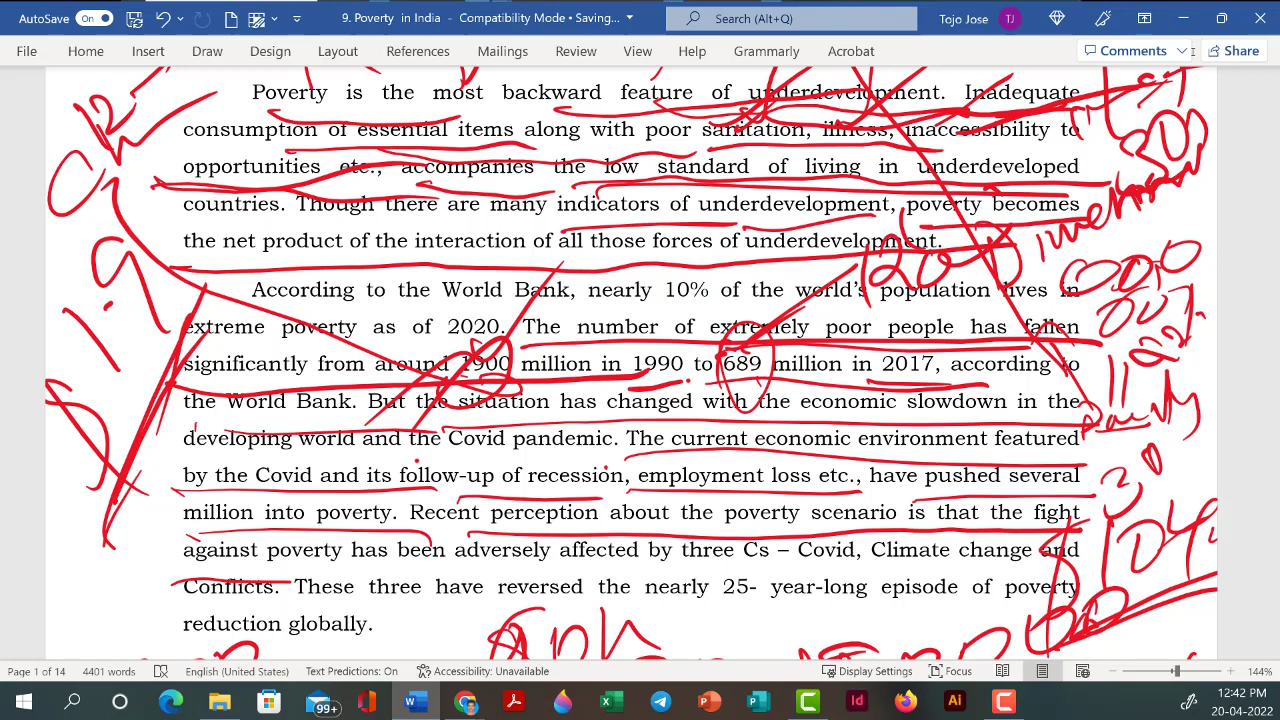 AutoSave On 9. Poverty in India - Compatibility Mode • Saving... Search (Alt+Q) Tojo Jose TJ
File Home Insert Draw Design Layout References Mailings Review View Help Grammarly Acrobat Comments Share
Poverty is the most backward feature of underdevelopment. Inadequate
consumption of essential items along with poor sanitation, illness, inaccessibility to
opportunities etc., accompanies the low standard of living in underdeveloped
countries. Though there are many indicators of underdevelopment, poverty becomes
the net product of the interaction of all those forces of underdevelopment.
According to the World Bank, nearly 10% of the world's population lives in
extreme poverty as of 2020. The number of extremely poor people has fallen
significantly from around 1900 million in 1990 to 689 million in 2017, according to
the World Bank. But the situation has changed with the economic slowdown in the
developing world and the Covid pandemic. The current economic environment featured
by the Covid and its follow-up of recession, employment loss etc., have pushed several
million into poverty. Recent perception about the poverty scenario is that the fight
against poverty has been adversely affected by three Cs – Covid, Climate change and
Conflicts. These three have reversed the nearly 25- year-long episode of poverty
reduction globally.
Page 1 of 14 4401 words English (United States) Text Predictions: On Accessibility: Unavailable Display Settings Focus 144%
99+ 12:42 PM
20-04-2022